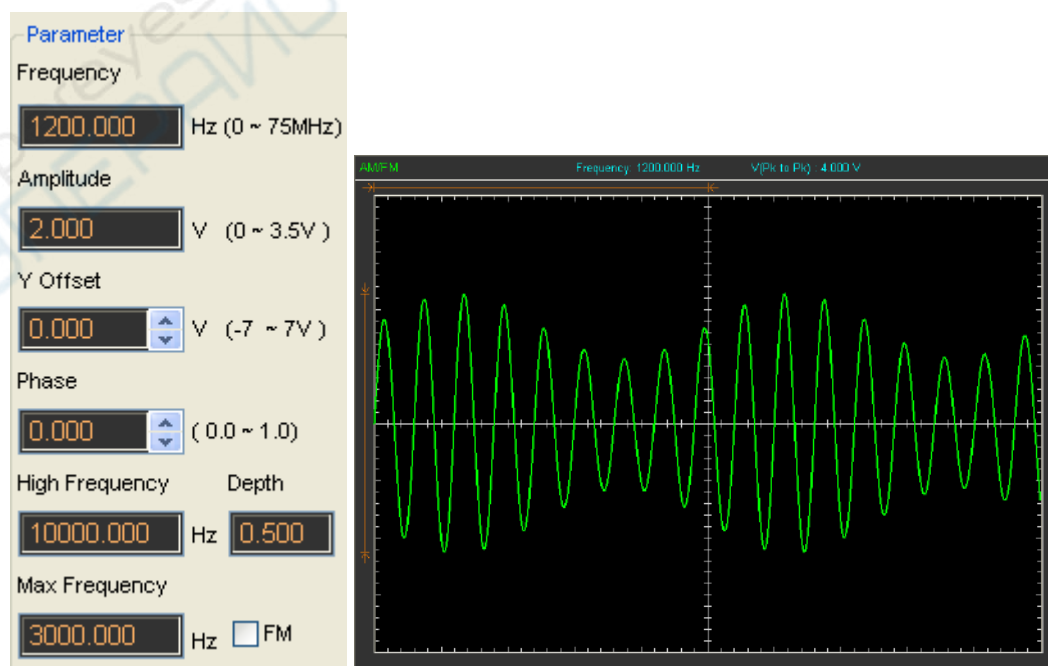 Parameter
Frequency
1200.000 Hz (0 ~ 75MHz)
Amplitude
2.000 V (0 ~ 3.5V )
Y Offset
0.000 V (-7 ~ 7V )
Phase
0.000 ( 0.0 ~ 1.0)
High Frequency Depth
10000.000 Hz 0.500
Max Frequency
3000.000 Hz FM
AM/FM Frequency: 1200.000 Hz V(Pk to Pk) : 4.000 V